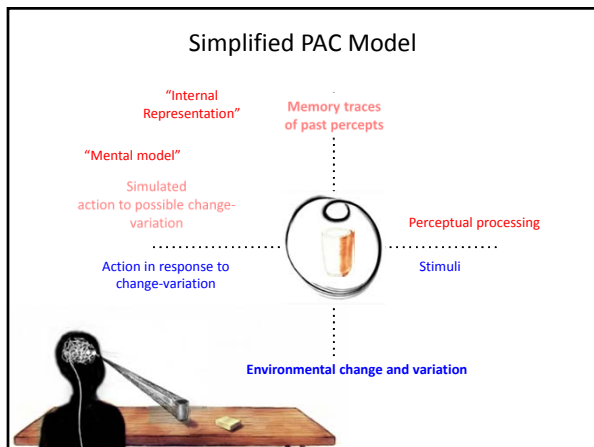 Simplified PAC Model
“Internal
Representation”
Memory traces
of past percepts
“Mental model”
Simulated
action to possible change-
variation
Perceptual processing
Action in response to
change-variation
Stimuli
Environmental change and variation